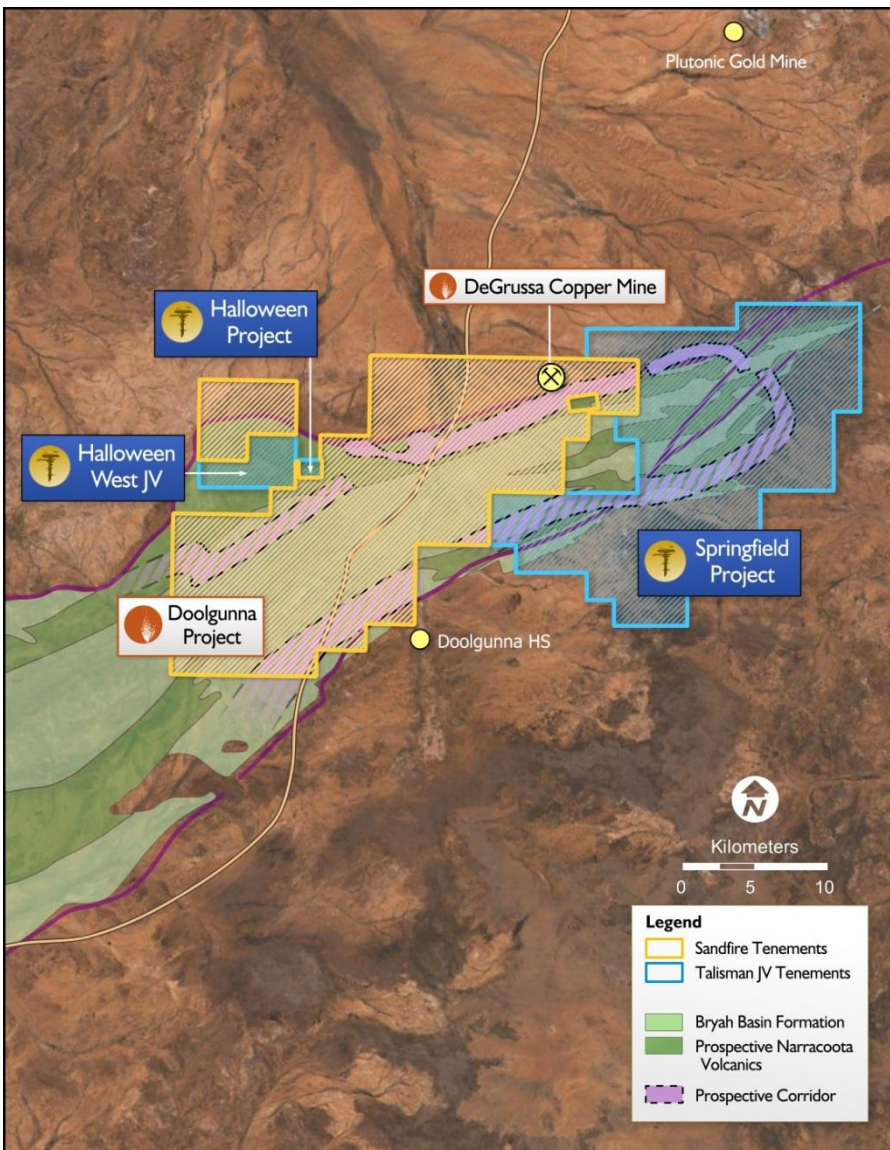 Plutonic Gold Mine
DeGrussa Copper Mine
Halloween
Project
Halloween
West JV
Springfield
Project
Doolgunna
Project
Doolgunna HS
N
Kilometers
0 5 10
Legend
Sandfire Tenements
Talisman JV Tenements
Bryah Basin Formation
Prospective Narracoota
Volcanics
Prospective Corridor